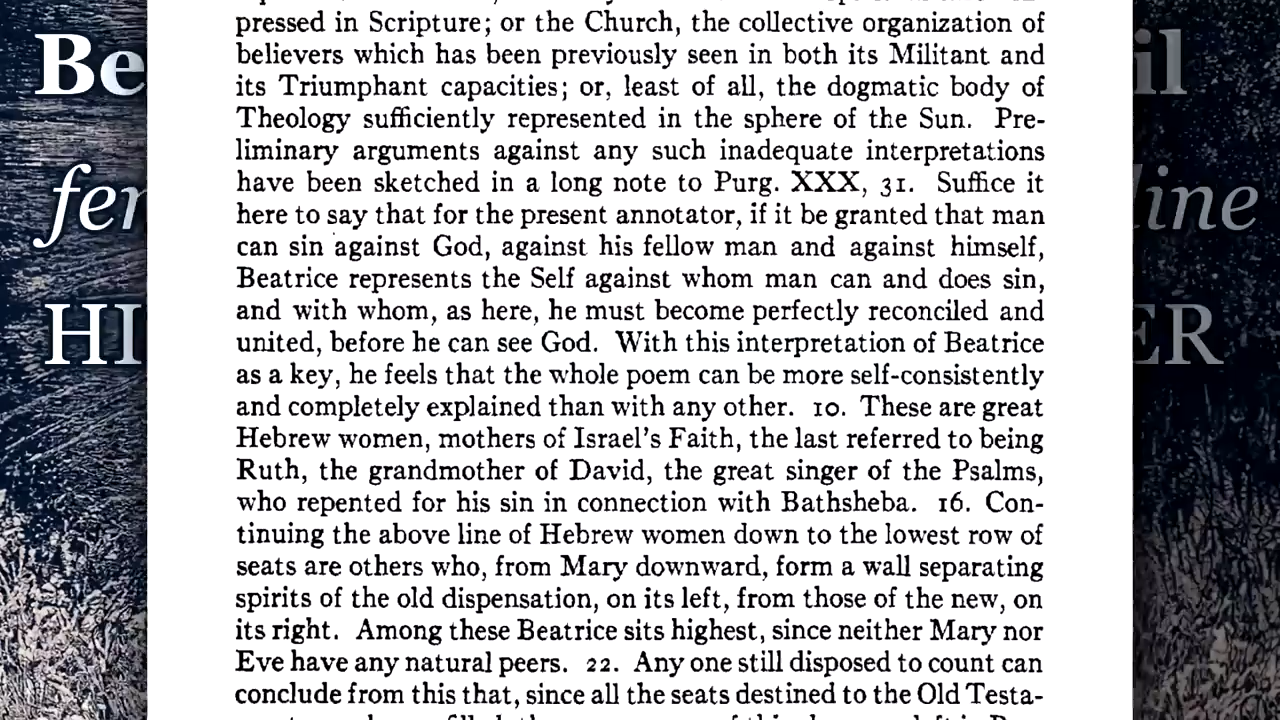 pressed in Scripture; or the Church, the collective organization of
believers which has been previously seen in both its Militant and
its Triumphant capacities; or, least of all, the dogmatic body of
Theology sufficiently represented in the sphere of the Sun. Pre-
liminary arguments against any such inadequate interpretations
have been sketched in a long note to Purg. XXX, 31. Suffice it
here to say that for the present annotator, if it be granted that man
can sin against God, against his fellow man and against himself,
Beatrice represents the Self against whom man can and does sin,
and with whom, as here, he must become perfectly reconciled and
united, before he can see God. With this interpretation of Beatrice
as a key, he feels that the whole poem can be more self-consistently
and completely explained than with any other. 10. These are great
Hebrew women, mothers of Israel's Faith, the last referred to being
Ruth, the grandmother of David, the great singer of the Psalms,
who repented for his sin in connection with Bathsheba. 16. Con-
tinuing the above line of Hebrew women down to the lowest row of
seats are others who, from Mary downward, form a wall separating
spirits of the old dispensation, on its left, from those of the new, on
its right. Among these Beatrice sits highest, since neither Mary nor
Eve have any natural peers. 22. Any one still disposed to count can
conclude from this that, since all the seats destined to the Old Testa-
Be
il
fer
line
HI
ER